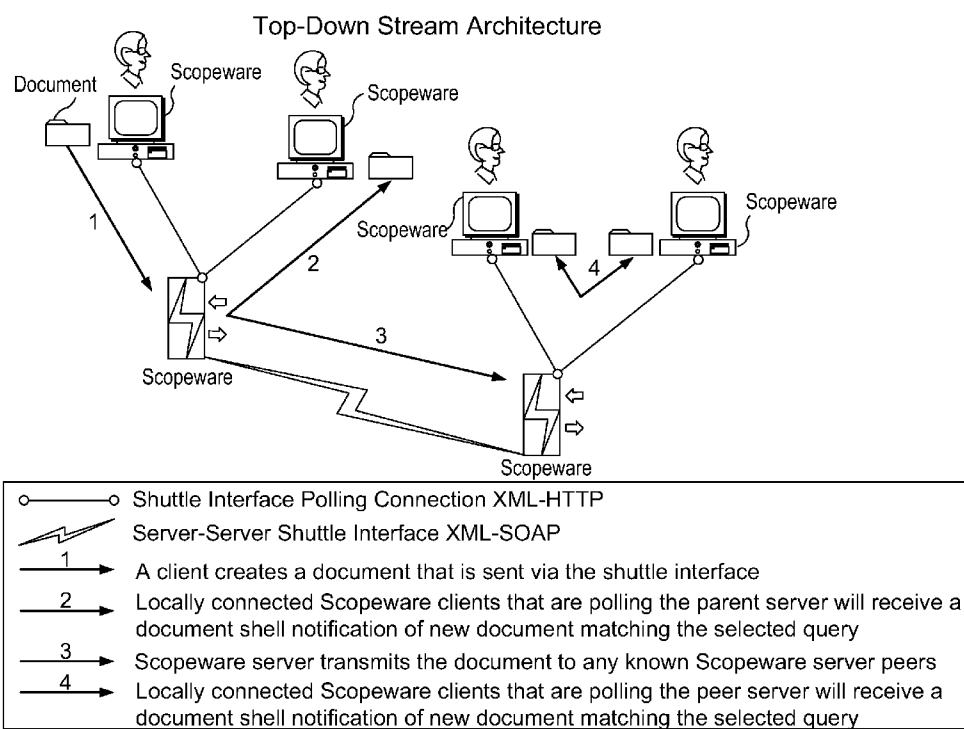 Top-Down Stream Architecture
Document
Scopeware
Scopeware
Scopeware
Scopeware
1
2
3
4
Scopeware
Scopeware
Shuttle Interface Polling Connection XML-HTTP
Server-Server Shuttle Interface XML-SOAP
1
A client creates a document that is sent via the shuttle interface
2
Locally connected Scopeware clients that are polling the parent server will receive a
document shell notification of new document matching the selected query
3
Scopeware server transmits the document to any known Scopeware server peers
4
Locally connected Scopeware clients that are polling the peer server will receive a
document shell notification of new document matching the selected query